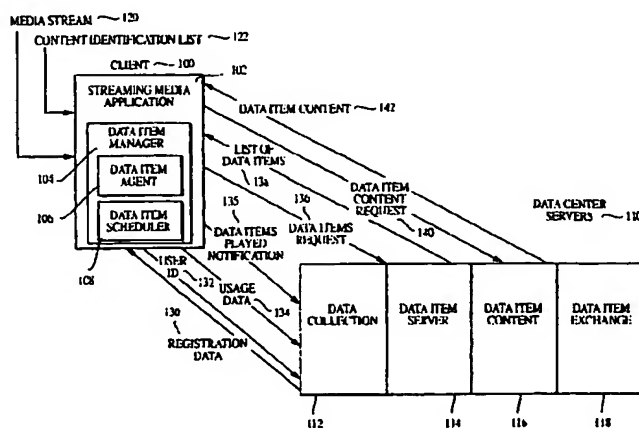 MEDIA STREAM 120
CONTENT IDENTIFICATION LIST 122
CLIENT 100
102
STREAMING MEDIA
APPLICATION
DATA ITEM
MANAGER
104
DATA ITEM
AGENT
106
DATA ITEM
SCHEDULER
108
DATA ITEM CONTENT 142
LIST OF
DATA ITEMS
138
DATA ITEM
CONTENT
REQUEST
140
136
DATA ITEMS
REQUEST
135
DATA ITEMS
PLAYED
NOTIFICATION
USER
ID 132
USAGE
DATA 134
130
REGISTRATION
DATA
DATA CENTER
SERVERS
110
DATA
COLLECTION
DATA ITEM
SERVER
DATA ITEM
CONTENT
DATA ITEM
EXCHANGE
112
114
116
118